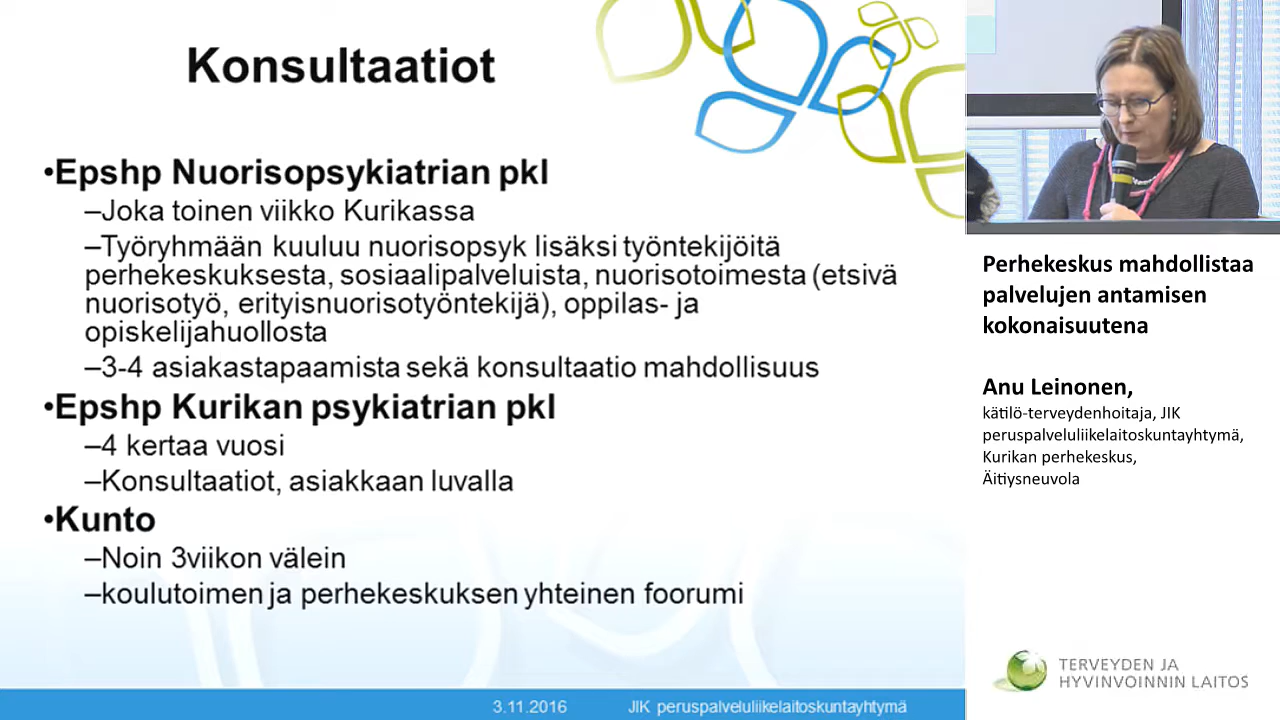 Konsultaatiot
•Epshp Nuorisopsykiatrian pkl
–Joka toinen viikko Kurikassa
–Työryhmään kuuluu nuorisopsyk lisäksi työntekijöitä
perhekeskuksesta, sosiaalipalveluista, nuorisotoimesta (etsivä
nuorisotyö, erityisnuorisotyöntekijä), oppilas- ja
opiskelijahuollosta
–3-4 asiakastapaamista sekä konsultaatio mahdollisuus
•Epshp Kurikan psykiatrian pkl
–4 kertaa vuosi
–Konsultaatiot, asiakkaan luvalla
•Kunto
–Noin 3viikon välein
–koulutoimen ja perhekeskuksen yhteinen foorumi
3.11.2016 JIK peruspalveluliikelaitoskuntayhtymä
Perhekeskus mahdollistaa
palvelujen antamisen
kokonaisuutena
Anu Leinonen,
kätilö-terveydenhoitaja, JIK
peruspalveluliikelaitoskuntayhtymä,
Kurikan perhekeskus,
Äitiysneuvola
TERVEYDEN JA
HYVINVOINNIN LAITOS